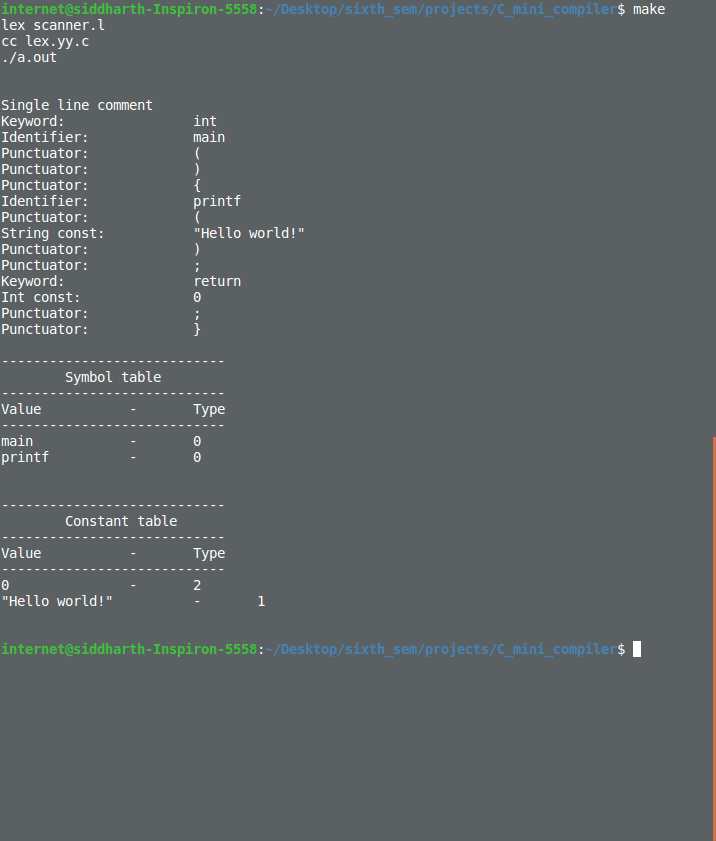 internet@siddharth-Inspiron-5558:~/Desktop/sixth_sem/projects/C_mini_compiler$ make
lex scanner.l
cc lex.yy.c
./a.out
Single line comment
Keyword:                int
Identifier:             main
Punctuator:             (
Punctuator:             )
Punctuator:             {
Identifier:             printf
Punctuator:             (
String const:           "Hello world!"
Punctuator:             )
Punctuator:             ;
Keyword:                return
Int const:              0
Punctuator:             ;
Punctuator:             }
----------------------------
        Symbol table
----------------------------
Value           -       Type
----------------------------
main            -       0
printf          -       0
----------------------------
        Constant table
----------------------------
Value           -       Type
----------------------------
0               -       2
"Hello world!"          -       1
internet@siddharth-Inspiron-5558:~/Desktop/sixth_sem/projects/C_mini_compiler$